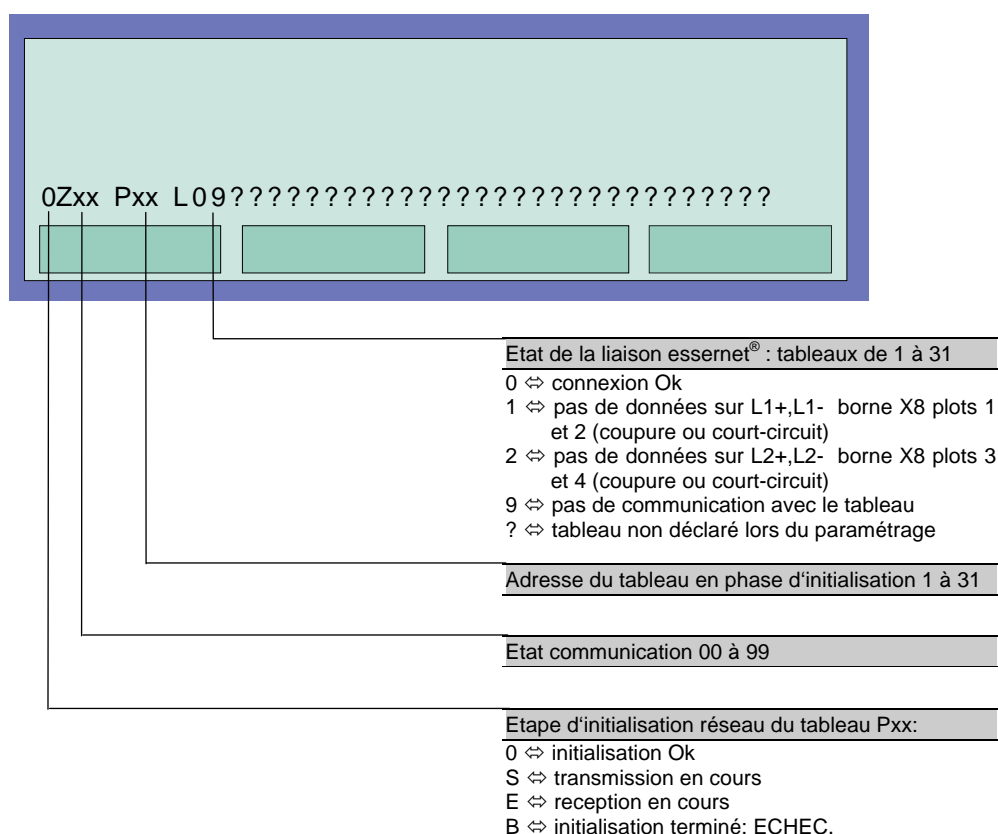 0Zxx Pxx L09?????????????????????????????
Etat de la liaison essernet® : tableaux de 1 à 31
0 ⇔ connexion Ok
1 ⇔ pas de données sur L1+,L1- borne X8 plots 1
et 2 (coupure ou court-circuit)
2 ⇔ pas de données sur L2+,L2- borne X8 plots 3
et 4 (coupure ou court-circuit)
9 ⇔ pas de communication avec le tableau
? ⇔ tableau non déclaré lors du paramétrage
Adresse du tableau en phase d‘initialisation 1 à 31
Etat communication 00 à 99
Etape d‘initialisation réseau du tableau Pxx:
0 ⇔ initialisation Ok
S ⇔ transmission en cours
E ⇔ reception en cours
B ⇔ initialisation terminé: ECHEC.